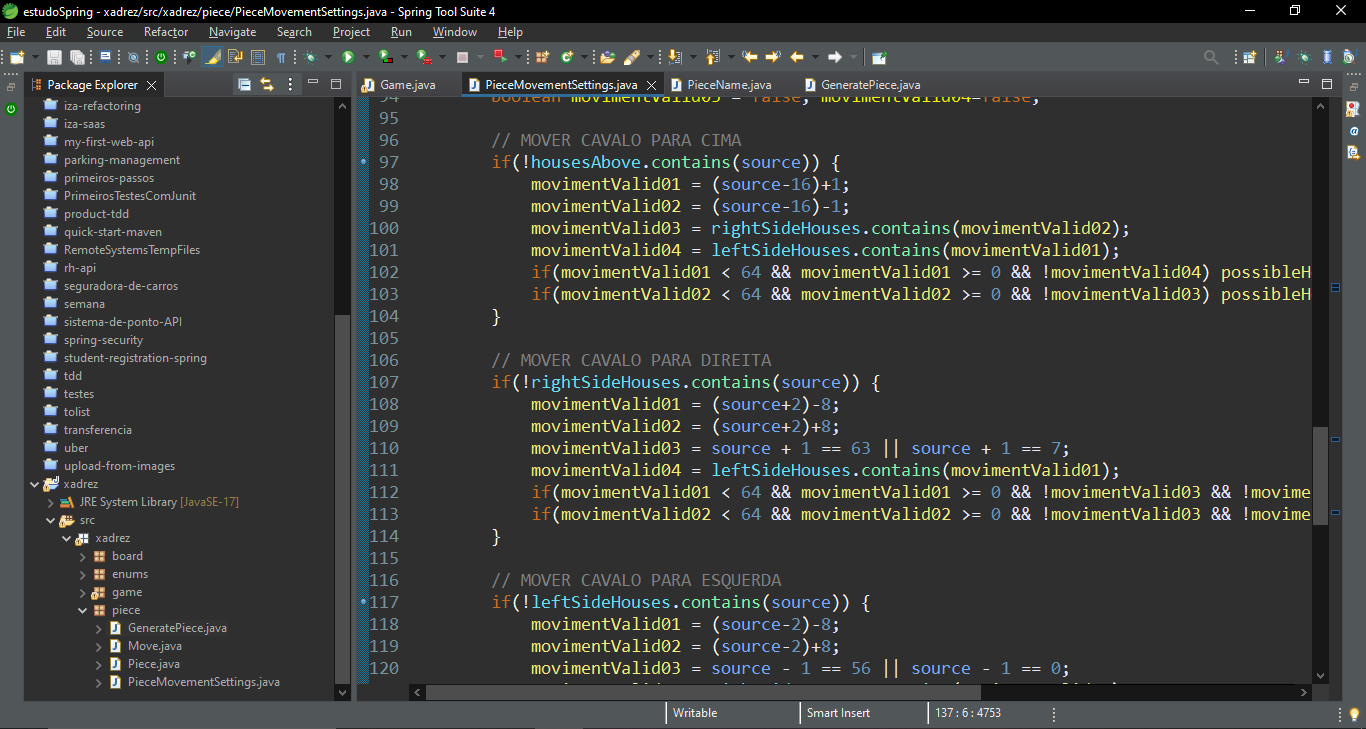 estudoSpring - xadrez/src/xadrez/piece/PieceMovementSettings.java - Spring Tool Suite 4
File Edit Source Refactor Navigate Search Project Run Window Help
Package Explorer
Game.java PieceMovementSettings.java PieceName.java GeneratePiece.java
iza-refactoring
iza-saas
my-first-web-api
parking-management
primeiros-passos
PrimeirosTestesComJunit
product-tdd
quick-start-maven
RemoteSystemsTempFiles
rh-api
seguradora-de-carros
semana
sistema-de-ponto-API
spring-security
student-registration-spring
tdd
testes
tolist
transferencia
uber
upload-from-images
xadrez
JRE System Library [JavaSE-17]
src
xadrez
board
enums
game
piece
GeneratePiece.java
Move.java
Piece.java
PieceMovementSettings.java
94 boolean movimentValid03 = false, movimentValid04=false;
95
96 // MOVER CAVALO PARA CIMA
97 if(!housesAbove.contains(source)) {
98 movimentValid01 = (source-16)+1;
99 movimentValid02 = (source-16)-1;
100 movimentValid03 = rightSideHouses.contains(movimentValid02);
101 movimentValid04 = leftSideHouses.contains(movimentValid01);
102 if(movimentValid01 < 64 && movimentValid01 >= 0 && !movimentValid04) possibleH
103 if(movimentValid02 < 64 && movimentValid02 >= 0 && !movimentValid03) possibleH
104 }
105
106 // MOVER CAVALO PARA DIREITA
107 if(!rightSideHouses.contains(source)) {
108 movimentValid01 = (source+2)-8;
109 movimentValid02 = (source+2)+8;
110 movimentValid03 = source + 1 == 63 || source + 1 == 7;
111 movimentValid04 = leftSideHouses.contains(movimentValid01);
112 if(movimentValid01 < 64 && movimentValid01 >= 0 && !movimentValid03 && !movime
113 if(movimentValid02 < 64 && movimentValid02 >= 0 && !movimentValid03 && !movime
114 }
115
116 // MOVER CAVALO PARA ESQUERDA
117 if(!leftSideHouses.contains(source)) {
118 movimentValid01 = (source-2)-8;
119 movimentValid02 = (source-2)+8;
120 movimentValid03 = source - 1 == 56 || source - 1 == 0;
Writable Smart Insert 137 : 6 : 4753